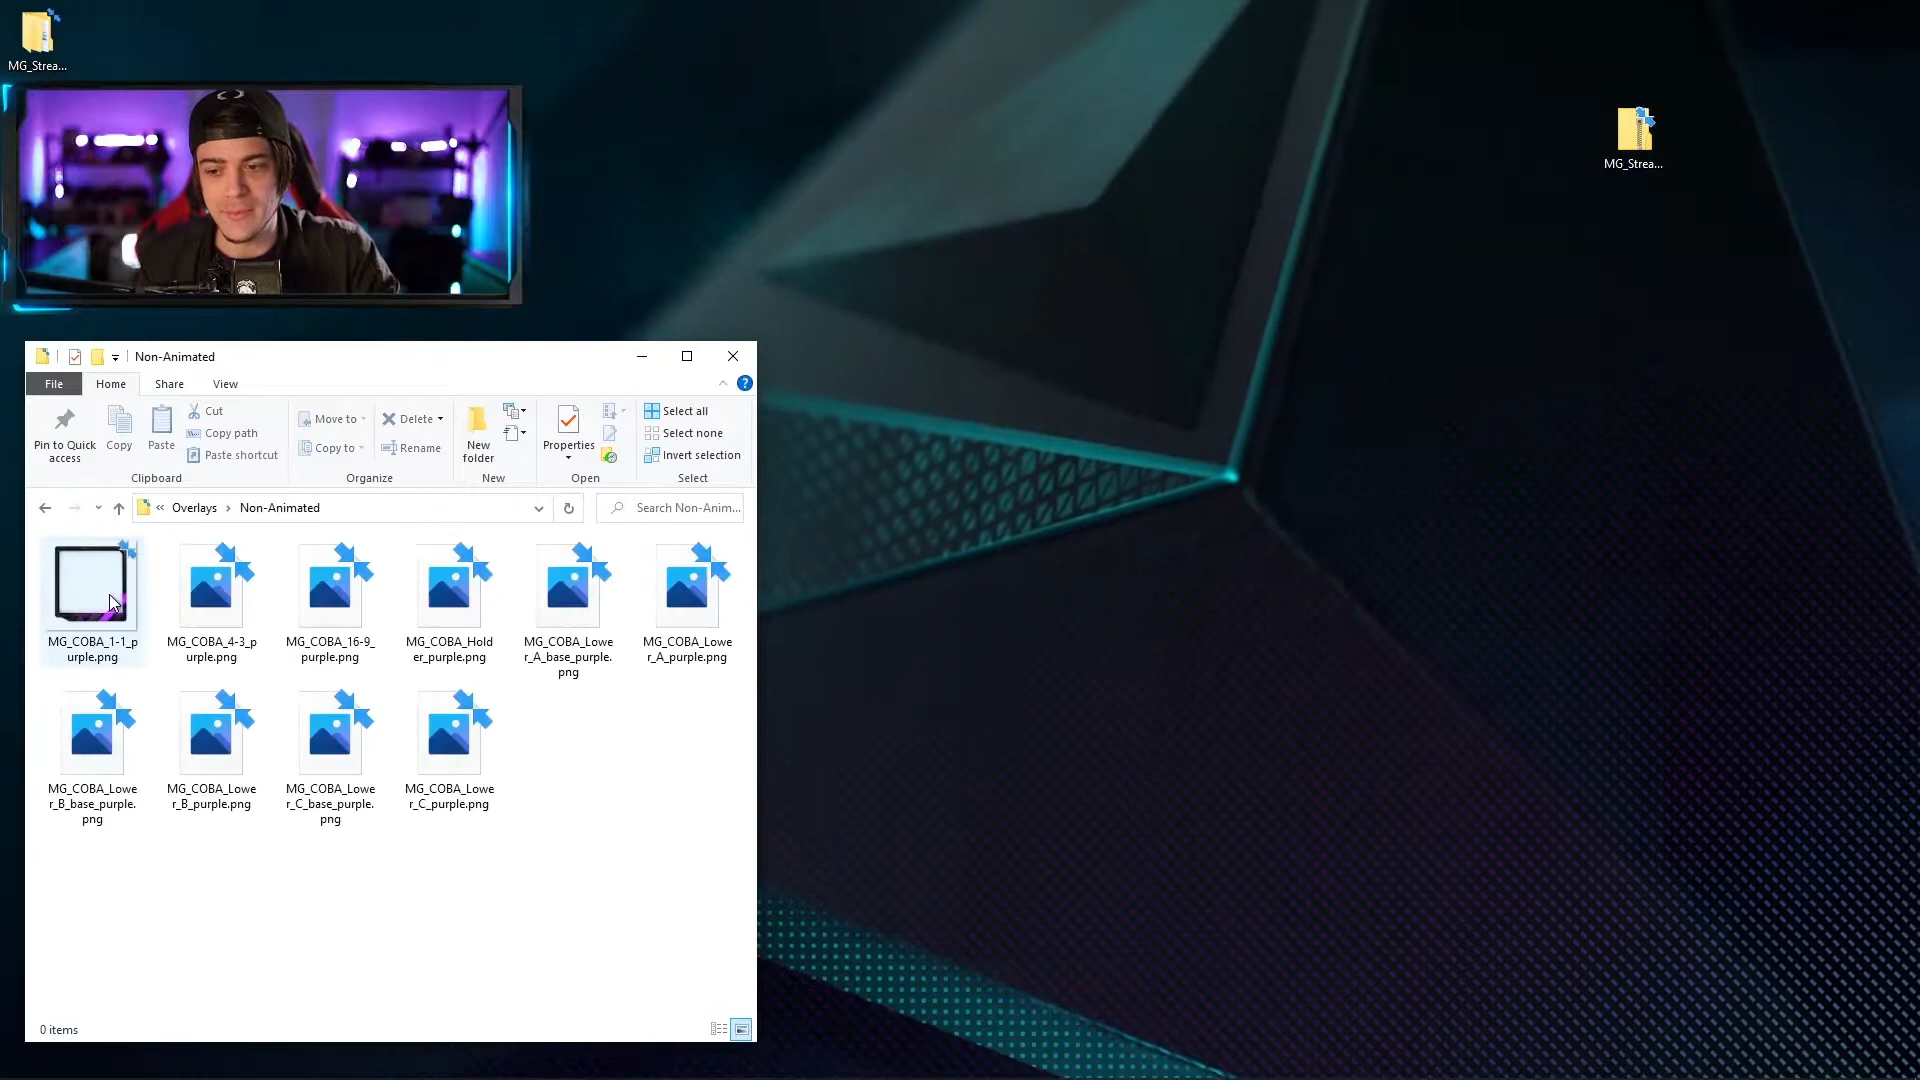 MG_Strea...
MG_Strea...
Non-Animated
File
Home
Share
View
Pin to Quick
access
Copy
Paste
Cut
Copy path
Paste shortcut
Clipboard
Move to
Copy to
Delete
Rename
Organize
New
folder
New
Properties
Open
Select all
Select none
Invert selection
Select
« Overlays › Non-Animated
Search Non-Anim...
MG_COBA_1-1_p
urple.png
MG_COBA_4-3_p
urple.png
MG_COBA_16-9_
purple.png
MG_COBA_Hold
er_purple.png
MG_COBA_Lowe
r_A_base_purple.
png
MG_COBA_Lowe
r_A_purple.png
MG_COBA_Lowe
r_B_base_purple.
png
MG_COBA_Lowe
r_B_purple.png
MG_COBA_Lowe
r_C_base_purple.
png
MG_COBA_Lowe
r_C_purple.png
0 items